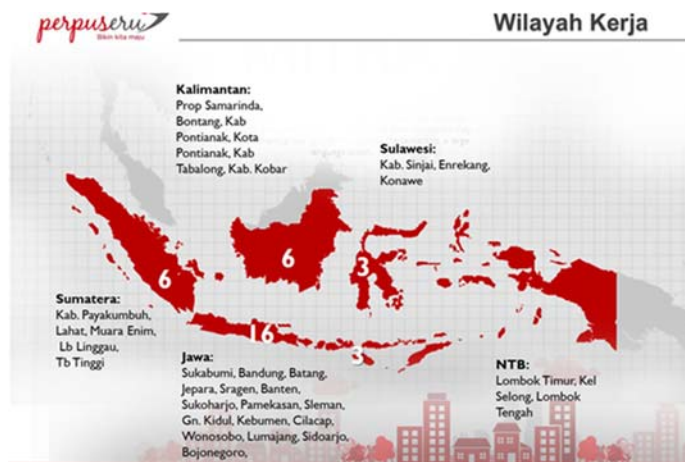 perpuseru
Bikin kita maju
Wilayah Kerja
Kalimantan:
Prop Samarinda,
Bontang, Kab
Pontianak, Kota
Pontianak, Kab
Tabalong, Kab. Kobar
Sulawesi:
Kab. Sinjai, Enrekang,
Konawe
6
6
3
16
3
Sumatera:
Kab. Payakumbuh,
Lahat, Muara Enim,
Lb Linggau,
Tb Tinggi
Jawa:
Sukabumi, Bandung, Batang,
Jepara, Sragen, Banten,
Sukoharjo, Pamekasan, Sleman,
Gn. Kidul, Kebumen, Cilacap,
Wonosobo, Lumajang, Sidoarjo,
Bojonegoro,
NTB:
Lombok Timur, Kel
Selong, Lombok
Tengah